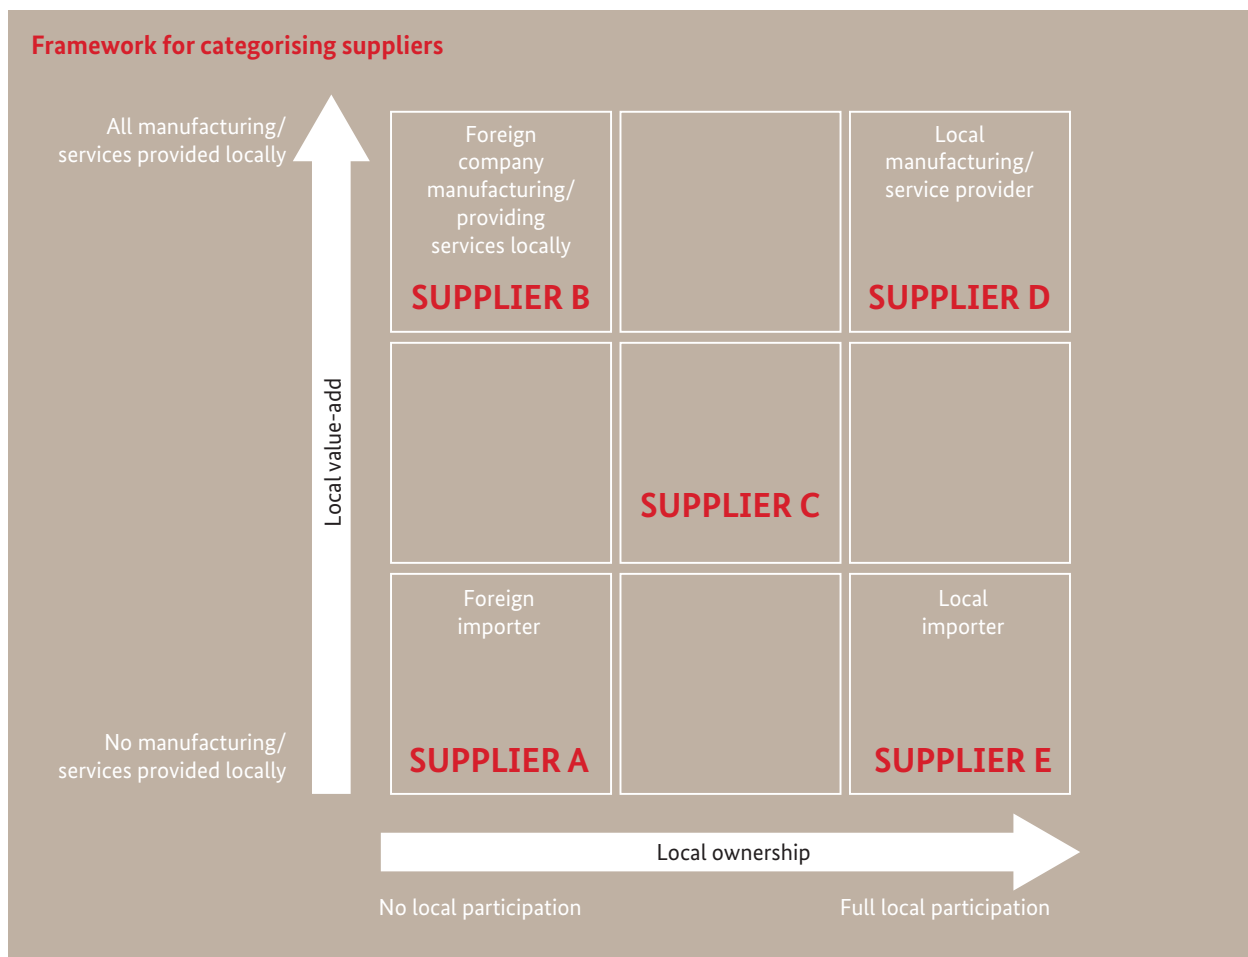 Framework for categorising suppliers
All manufacturing/
services provided locally
Foreign
company
manufacturing/
providing
services locally
SUPPLIER B
Local
manufacturing/
service provider
SUPPLIER D
Local value-add
SUPPLIER C
Foreign
importer
SUPPLIER A
Local
importer
SUPPLIER E
No manufacturing/
services provided locally
Local ownership
No local participation
Full local participation